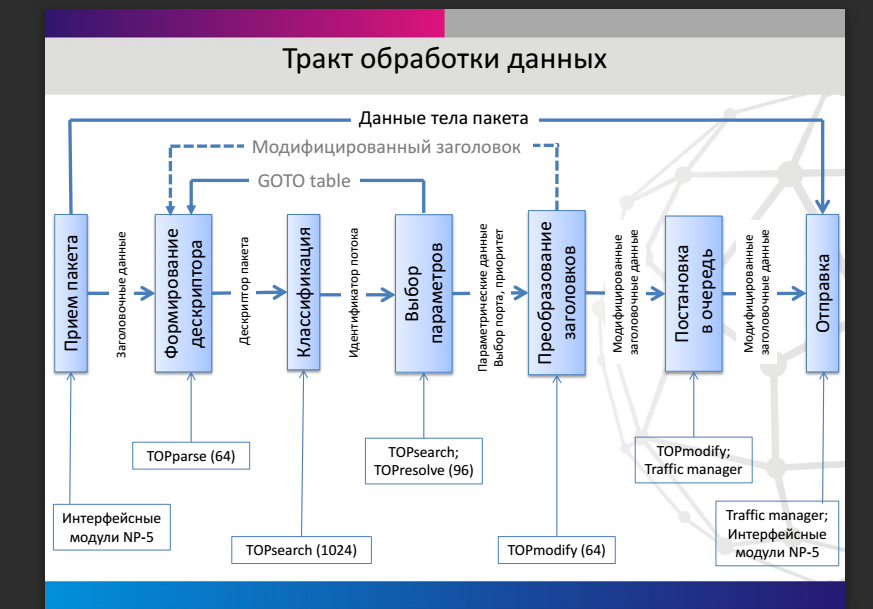 Тракт обработки данных
Данные тела пакета
Модифицированный заголовок
GOTO table
Прием пакета
Заголовочные данные
Формирование
дескриптора
Дескриптор пакета
Классификация
Идентификатор потока
Выбор
параметров
Параметрические данные
Выбор порта, приоритет
Преобразование
заголовков
Модифицированные
заголовочные данные
Постановка
в очередь
Модифицированные
заголовочные данные
Отправка
TOPparse (64)
TOPsearch;
TOPresolve (96)
TOPmodify;
Traffic manager
Интерфейсные
модули NP-5
TOPsearch (1024)
TOPmodify (64)
Traffic manager;
Интерфейсные
модули NP-5